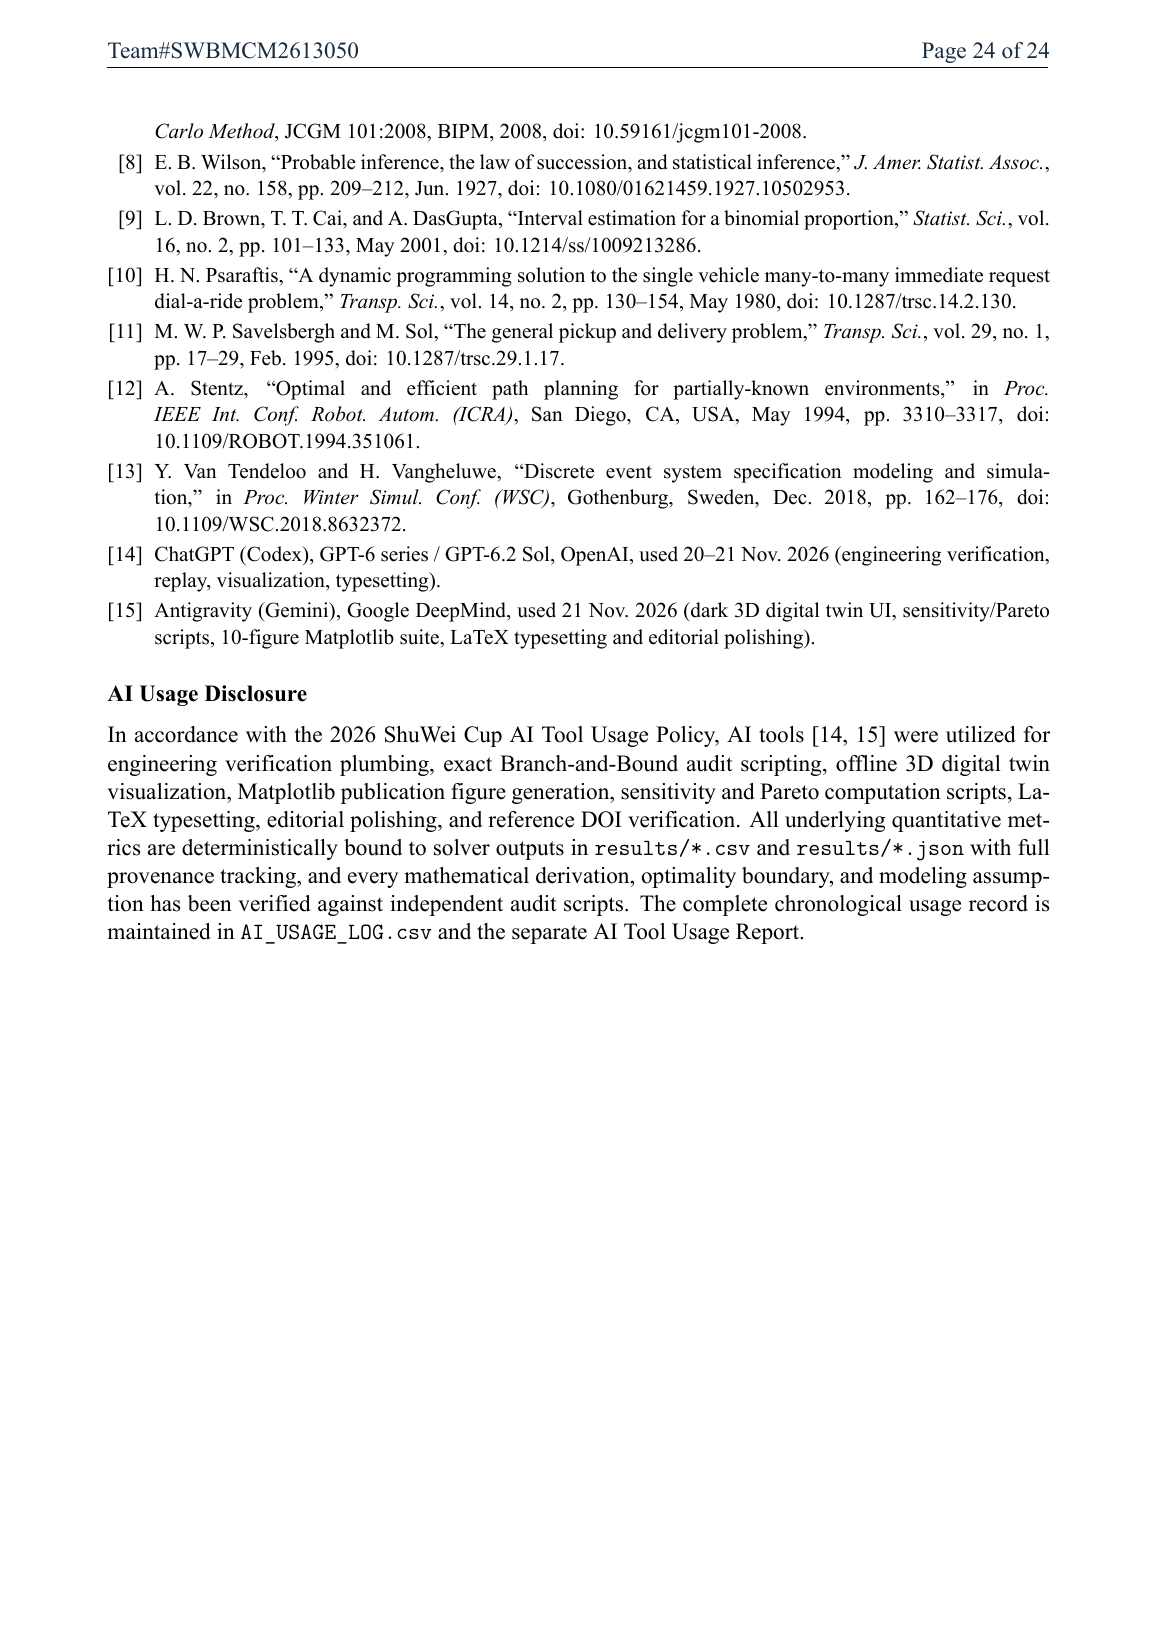 Team#SWBMCM2613050 Page 24 of 24
Carlo Method, JCGM 101:2008, BIPM, 2008, doi: 10.59161/jcgm101-2008.
[8] E. B. Wilson, “Probable inference, the law of succession, and statistical inference,” J. Amer. Statist. Assoc.,
vol. 22, no. 158, pp. 209–212, Jun. 1927, doi: 10.1080/01621459.1927.10502953.
[9] L. D. Brown, T. T. Cai, and A. DasGupta, “Interval estimation for a binomial proportion,” Statist. Sci., vol.
16, no. 2, pp. 101–133, May 2001, doi: 10.1214/ss/1009213286.
[10] H. N. Psaraftis, “A dynamic programming solution to the single vehicle many-to-many immediate request
dial-a-ride problem,” Transp. Sci., vol. 14, no. 2, pp. 130–154, May 1980, doi: 10.1287/trsc.14.2.130.
[11] M. W. P. Savelsbergh and M. Sol, “The general pickup and delivery problem,” Transp. Sci., vol. 29, no. 1,
pp. 17–29, Feb. 1995, doi: 10.1287/trsc.29.1.17.
[12] A. Stentz, “Optimal and efficient path planning for partially-known environments,” in Proc.
IEEE Int. Conf. Robot. Autom. (ICRA), San Diego, CA, USA, May 1994, pp. 3310–3317, doi:
10.1109/ROBOT.1994.351061.
[13] Y. Van Tendeloo and H. Vangheluwe, “Discrete event system specification modeling and simula-
tion,” in Proc. Winter Simul. Conf. (WSC), Gothenburg, Sweden, Dec. 2018, pp. 162–176, doi:
10.1109/WSC.2018.8632372.
[14] ChatGPT (Codex), GPT-6 series / GPT-6.2 Sol, OpenAI, used 20–21 Nov. 2026 (engineering verification,
replay, visualization, typesetting).
[15] Antigravity (Gemini), Google DeepMind, used 21 Nov. 2026 (dark 3D digital twin UI, sensitivity/Pareto
scripts, 10-figure Matplotlib suite, LaTeX typesetting and editorial polishing).
AI Usage Disclosure
In accordance with the 2026 ShuWei Cup AI Tool Usage Policy, AI tools [14, 15] were utilized for
engineering verification plumbing, exact Branch-and-Bound audit scripting, offline 3D digital twin
visualization, Matplotlib publication figure generation, sensitivity and Pareto computation scripts, La-
TeX typesetting, editorial polishing, and reference DOI verification. All underlying quantitative met-
rics are deterministically bound to solver outputs in results/*.csv and results/*.json with full
provenance tracking, and every mathematical derivation, optimality boundary, and modeling assump-
tion has been verified against independent audit scripts. The complete chronological usage record is
maintained in AI_USAGE_LOG.csv and the separate AI Tool Usage Report.